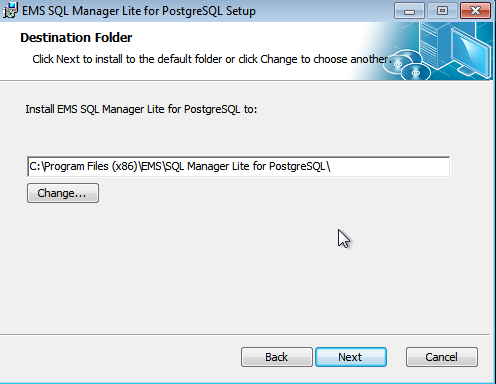 EMS SQL Manager Lite for PostgreSQL Setup
Destination Folder
Click Next to install to the default folder or click Change to choose another.
Install EMS SQL Manager Lite for PostgreSQL to:
C:\Program Files (x86)\EMS\SQL Manager Lite for PostgreSQL\
Change...
Back Next Cancel